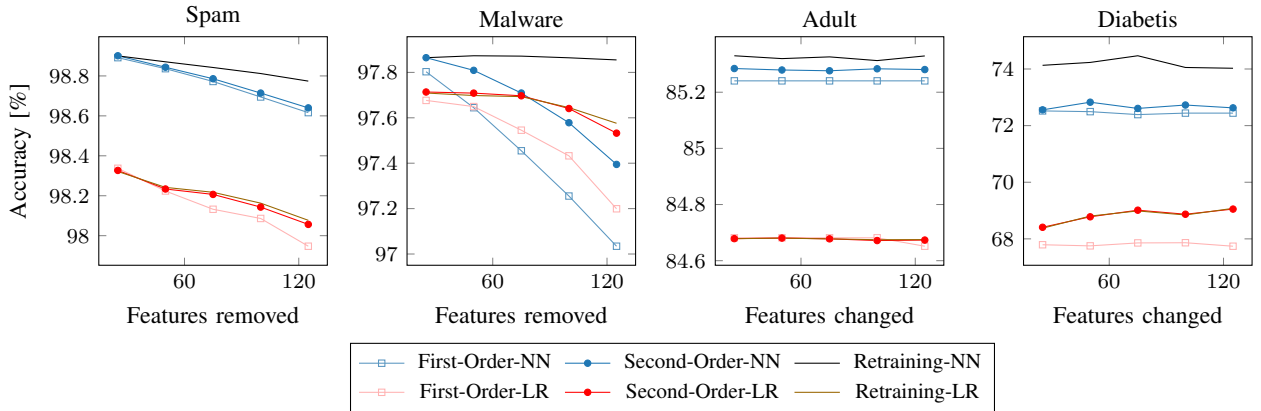 Spam
Malware
Adult
Diabetis
Accuracy [%]
98.8
98.6
98.4
98.2
98
60
120
Features removed
97.8
97.6
97.4
97.2
97
60
120
Features removed
85.2
85
84.8
84.6
60
120
Features changed
74
72
70
68
60
120
Features changed
First-Order-NN
Second-Order-NN
Retraining-NN
First-Order-LR
Second-Order-LR
Retraining-LR